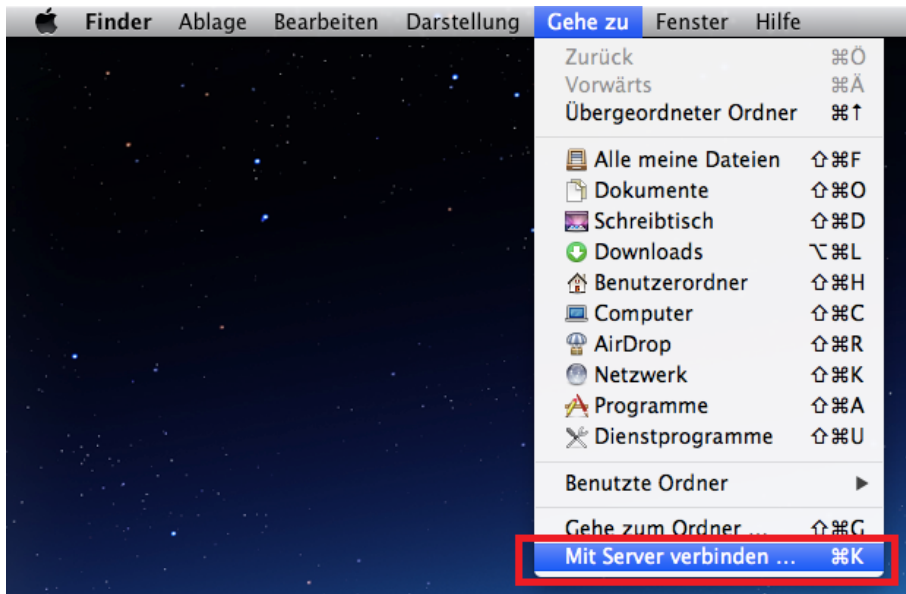 Finder Ablage Bearbeiten Darstellung Gehe zu Fenster Hilfe
Zurück ⌘Ö
Vorwärts ⌘Ä
Übergeordneter Ordner ⌘↑
Alle meine Dateien ⇧⌘F
Dokumente ⇧⌘O
Schreibtisch ⇧⌘D
Downloads ⌥⌘L
Benutzerordner ⇧⌘H
Computer ⇧⌘C
AirDrop ⇧⌘R
Netzwerk ⇧⌘K
Programme ⇧⌘A
Dienstprogramme ⇧⌘U
Benutzte Ordner ▶
Gehe zum Ordner ... ⇧⌘G
Mit Server verbinden ... ⌘K